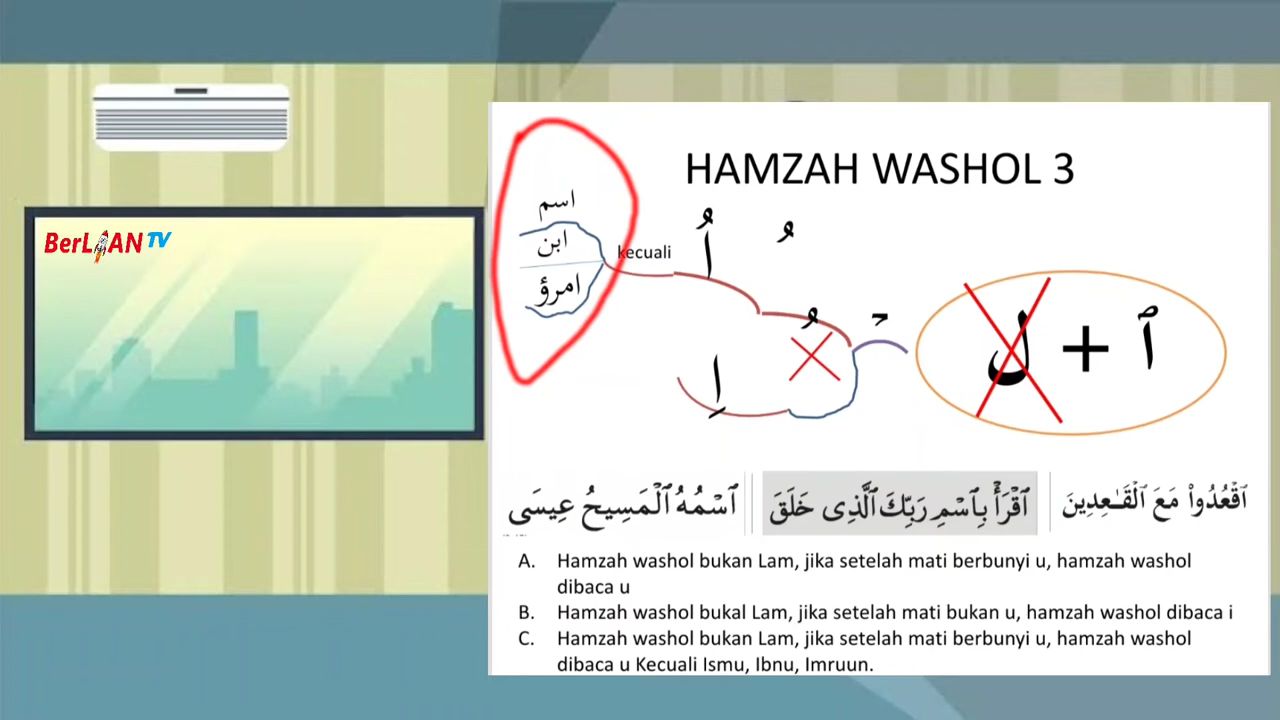 BerLIAN TV
HAMZAH WASHOL 3
اسم
ابن
امرؤ
kecuali
اُ
ُ
اِ
ُ
ْ
ٱ + ل
ٱقْعُدُوا۟ مَعَ ٱلْقَـٰعِدِينَ
ٱقْرَأْ بِٱسْمِ رَبِّكَ ٱلَّذِى خَلَقَ
ٱسْمُهُ ٱلْمَسِيحُ عِيسَى
A. Hamzah washol bukan Lam, jika setelah mati berbunyi u, hamzah washol
dibaca u
B. Hamzah washol bukal Lam, jika setelah mati bukan u, hamzah washol dibaca i
C. Hamzah washol bukan Lam, jika setelah mati berbunyi u, hamzah washol
dibaca u Kecuali Ismu, Ibnu, Imruun.